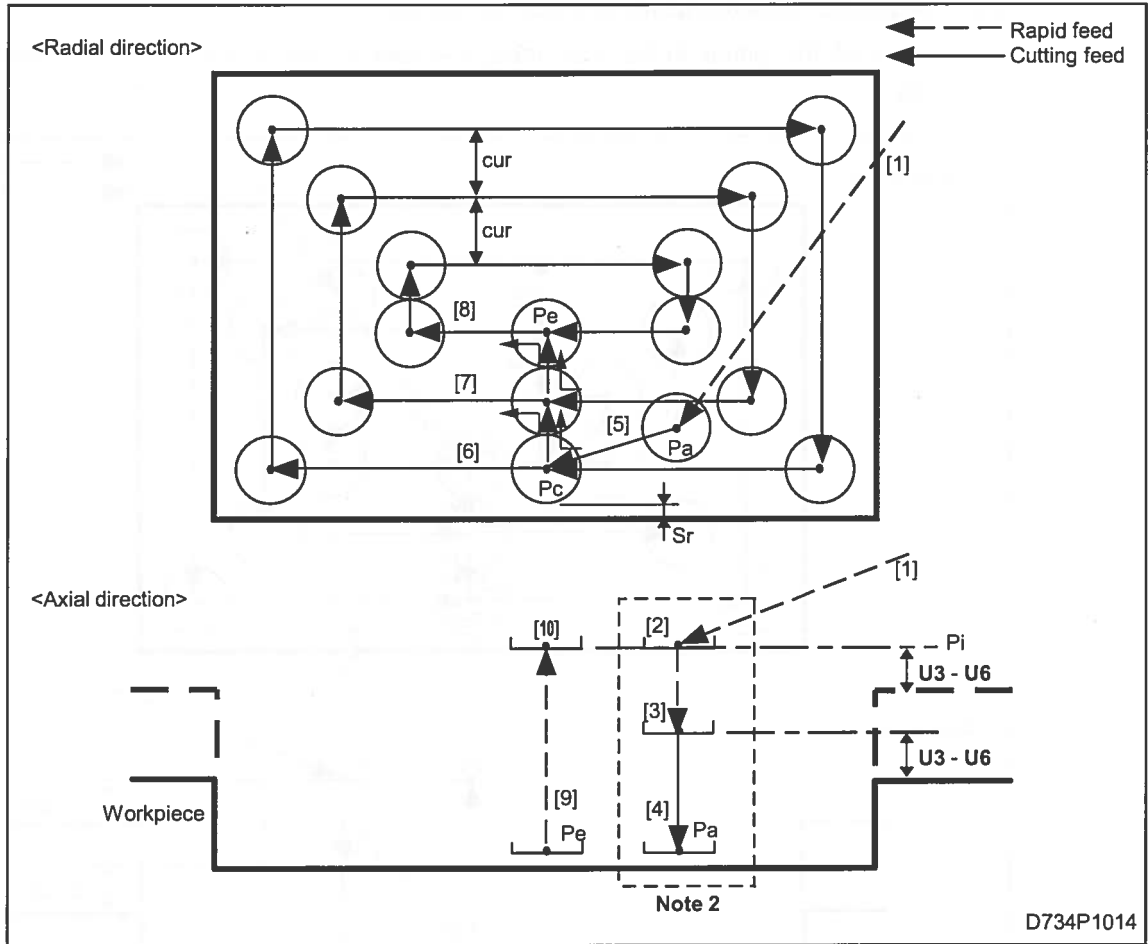 Rapid feed
<Radial direction>
Cutting feed
[1]
cur
cur
[8]
Pe
[7]
[5]
Pa
[6]
Pc
Sr
[1]
<Axial direction>
[10]
[2]
Pi
U3 - U6
[3]
U3 - U6
Workpiece
[9]
[4]
Pe
Pa
Note 2
D734P1014